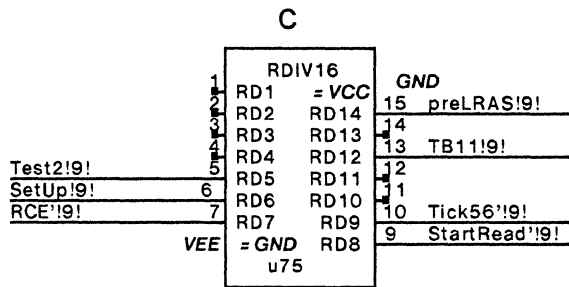 C
RDIV16
GND
1 RD1 =VCC
2 RD2 RD14 15 preLRAS!9!
3 RD3 RD13 14
4 RD4 RD12 13 TB11!9!
Test2!9! 5 RD5 RD11 12
SetUp!9! 6 RD6 RD10 11
RCE'!9! 7 RD7 RD9 10 Tick56'!9!
VEE =GND RD8 9 StartRead'!9!
u75